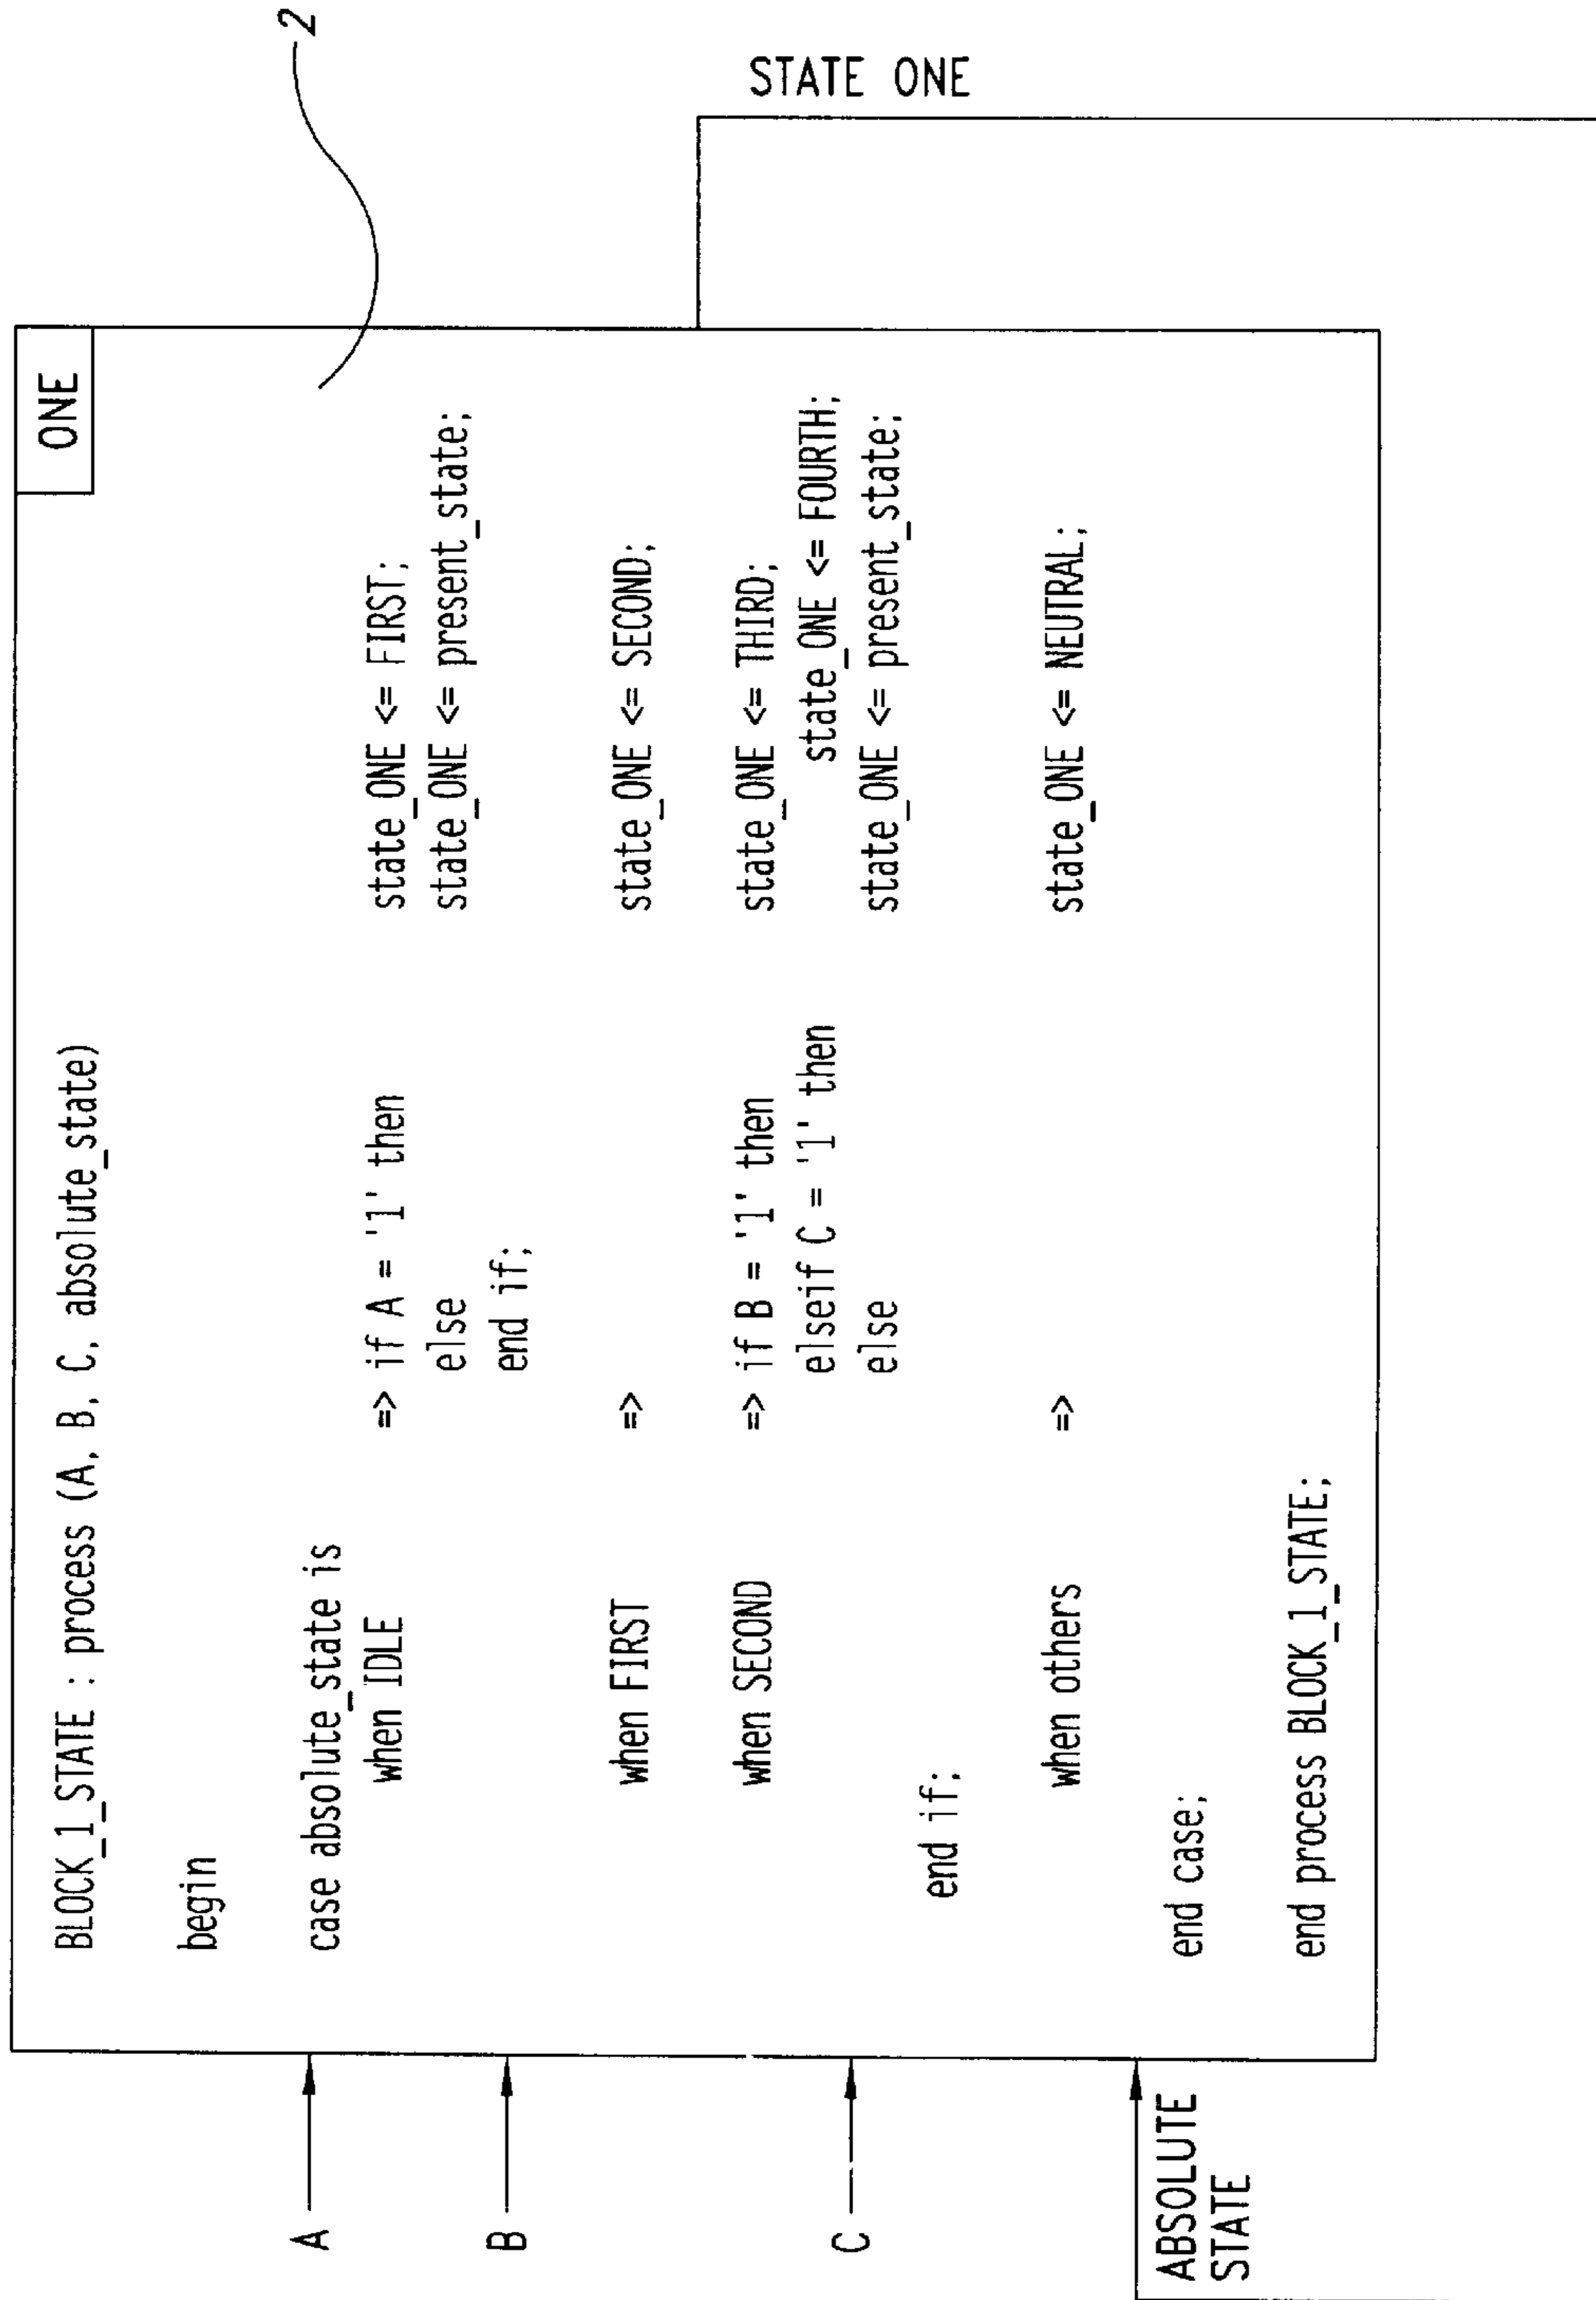 ONE
2
BLOCK_1_STATE : process (A, B, C, absolute_state)
begin
case absolute_state is
when IDLE => if A = '1' then state_ONE <= FIRST;
else state_ONE <= present_state;
end if;
when FIRST => state_ONE <= SECOND;
when SECOND => if B = '1' then state_ONE <= THIRD;
elseif C = '1' then state_ONE <= FOURTH;
else state_ONE <= present_state;
end if;
when others => state_ONE <= NEUTRAL;
end case;
end process BLOCK_1_STATE;
A
B
C
ABSOLUTE
STATE
STATE ONE